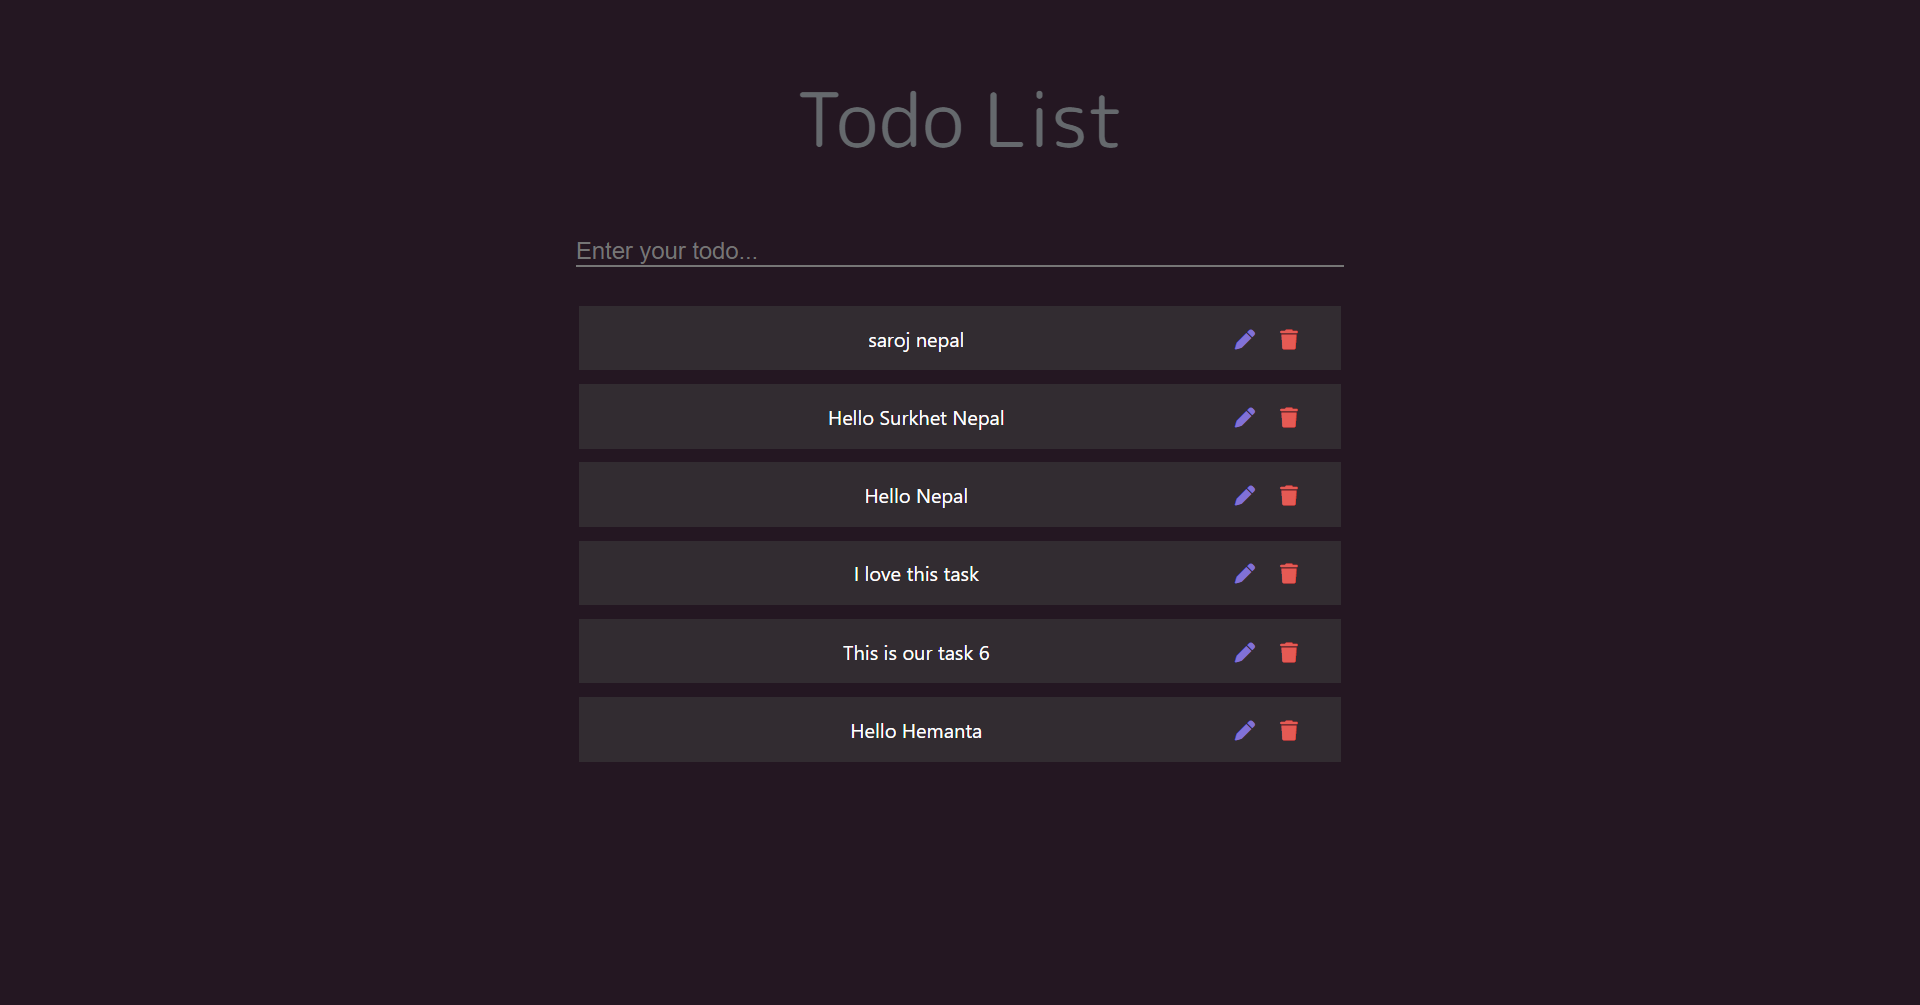 Todo List
Enter your todo...
saroj nepal
Hello Surkhet Nepal
Hello Nepal
I love this task
This is our task 6
Hello Hemanta